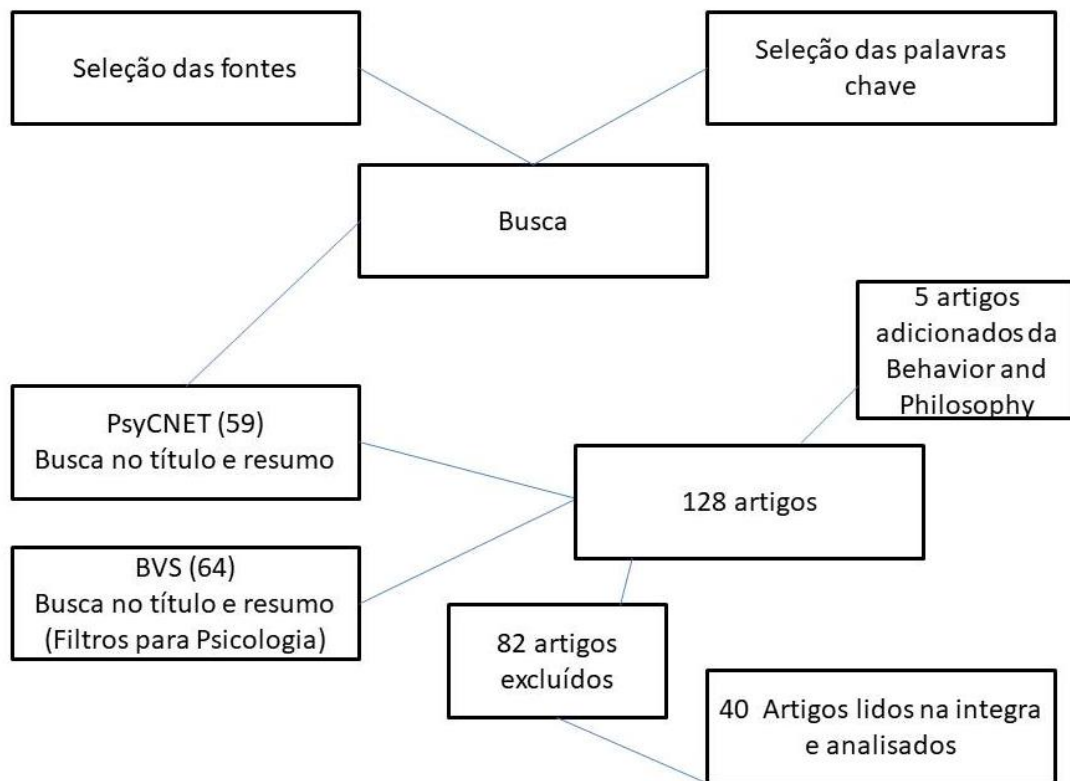 Seleção das fontes
Seleção das palavras
chave
Busca
5 artigos
adicionados da
Behavior and
Philosophy
PsyCNET (59)
Busca no título e resumo
128 artigos
BVS (64)
Busca no título e resumo
(Filtros para Psicologia)
82 artigos
excluídos
40 Artigos lidos na integra
e analisados